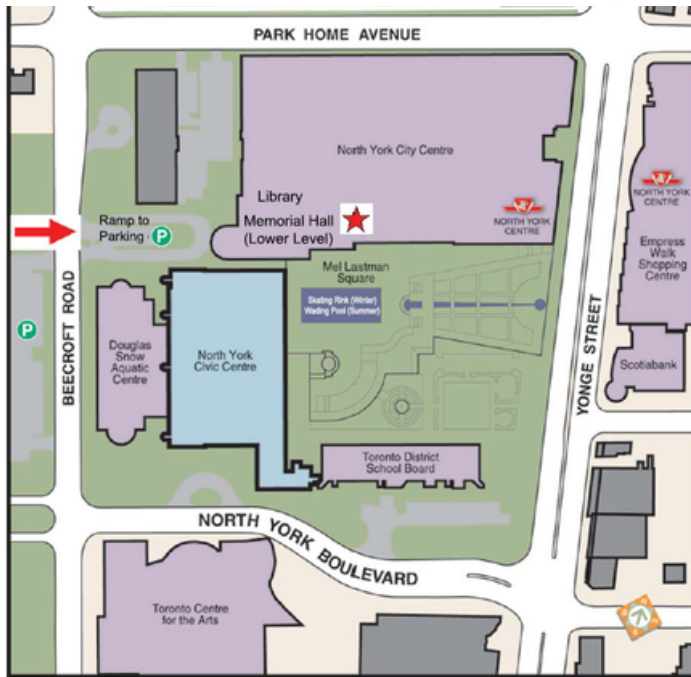 PARK HOME AVENUE
North York City Centre
Library
Memorial Hall
(Lower Level)
NORTH YORK
CENTRE
NORTH YORK
CENTRE
Empress
Walk
Shopping
Centre
Ramp to
Parking P
P
BEECROFT ROAD
Mel Lastman
Square
Skating Rink (Winter)
Wading Pool (Summer)
Douglas
Snow
Aquatic
Centre
North York
Civic Centre
YONGE STREET
Scotiabank
Toronto District
School Board
NORTH YORK BOULEVARD
Toronto Centre
for the Arts